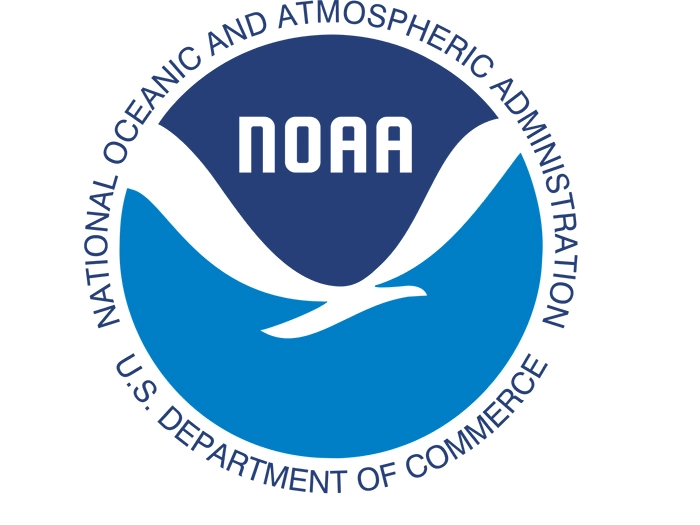 NATIONAL OCEANIC AND ATMOSPHERIC ADMINISTRATION
NOAA
U.S. DEPARTMENT OF COMMERCE